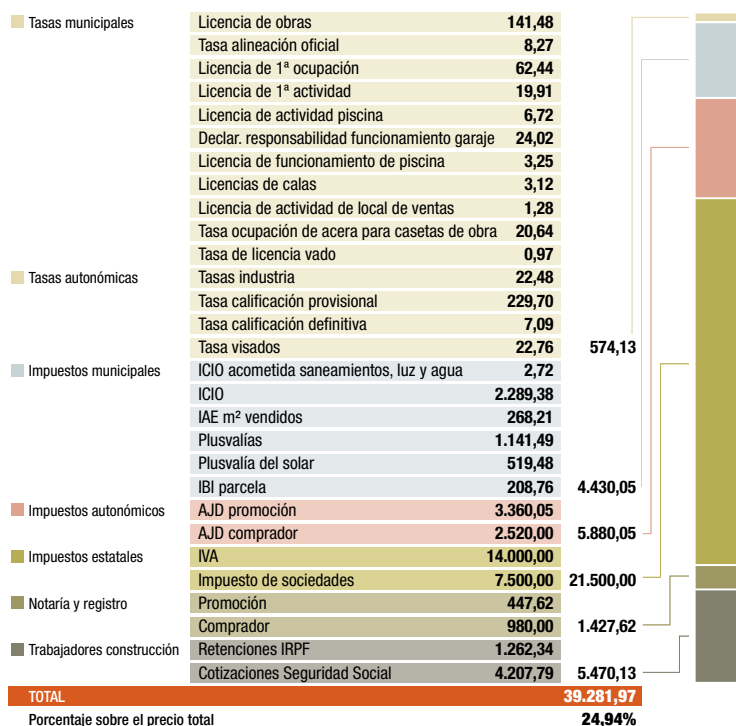 Tasas municipales Licencia de obras 141,48
Tasa alineación oficial 8,27
Licencia de 1ª ocupación 62,44
Licencia de 1ª actividad 19,91
Licencia de actividad piscina 6,72
Declar. responsabilidad funcionamiento garaje 24,02
Licencia de funcionamiento de piscina 3,25
Licencias de calas 3,12
Licencia de actividad de local de ventas 1,28
Tasa ocupación de acera para casetas de obra 20,64
Tasa de licencia vado 0,97
Tasas autonómicas Tasas industria 22,48
Tasa calificación provisional 229,70
Tasa calificación definitiva 7,09
Tasa visados 22,76 574,13
Impuestos municipales ICIO acometida saneamientos, luz y agua 2,72
ICIO 2.289,38
IAE m² vendidos 268,21
Plusvalías 1.141,49
Plusvalía del solar 519,48
IBI parcela 208,76 4.430,05
Impuestos autonómicos AJD promoción 3.360,05
AJD comprador 2.520,00 5.880,05
Impuestos estatales IVA 14.000,00
Impuesto de sociedades 7.500,00 21.500,00
Notaría y registro Promoción 447,62
Comprador 980,00 1.427,62
Trabajadores construcción Retenciones IRPF 1.262,34
Cotizaciones Seguridad Social 4.207,79 5.470,13
TOTAL 39.281,97
Porcentaje sobre el precio total 24,94%